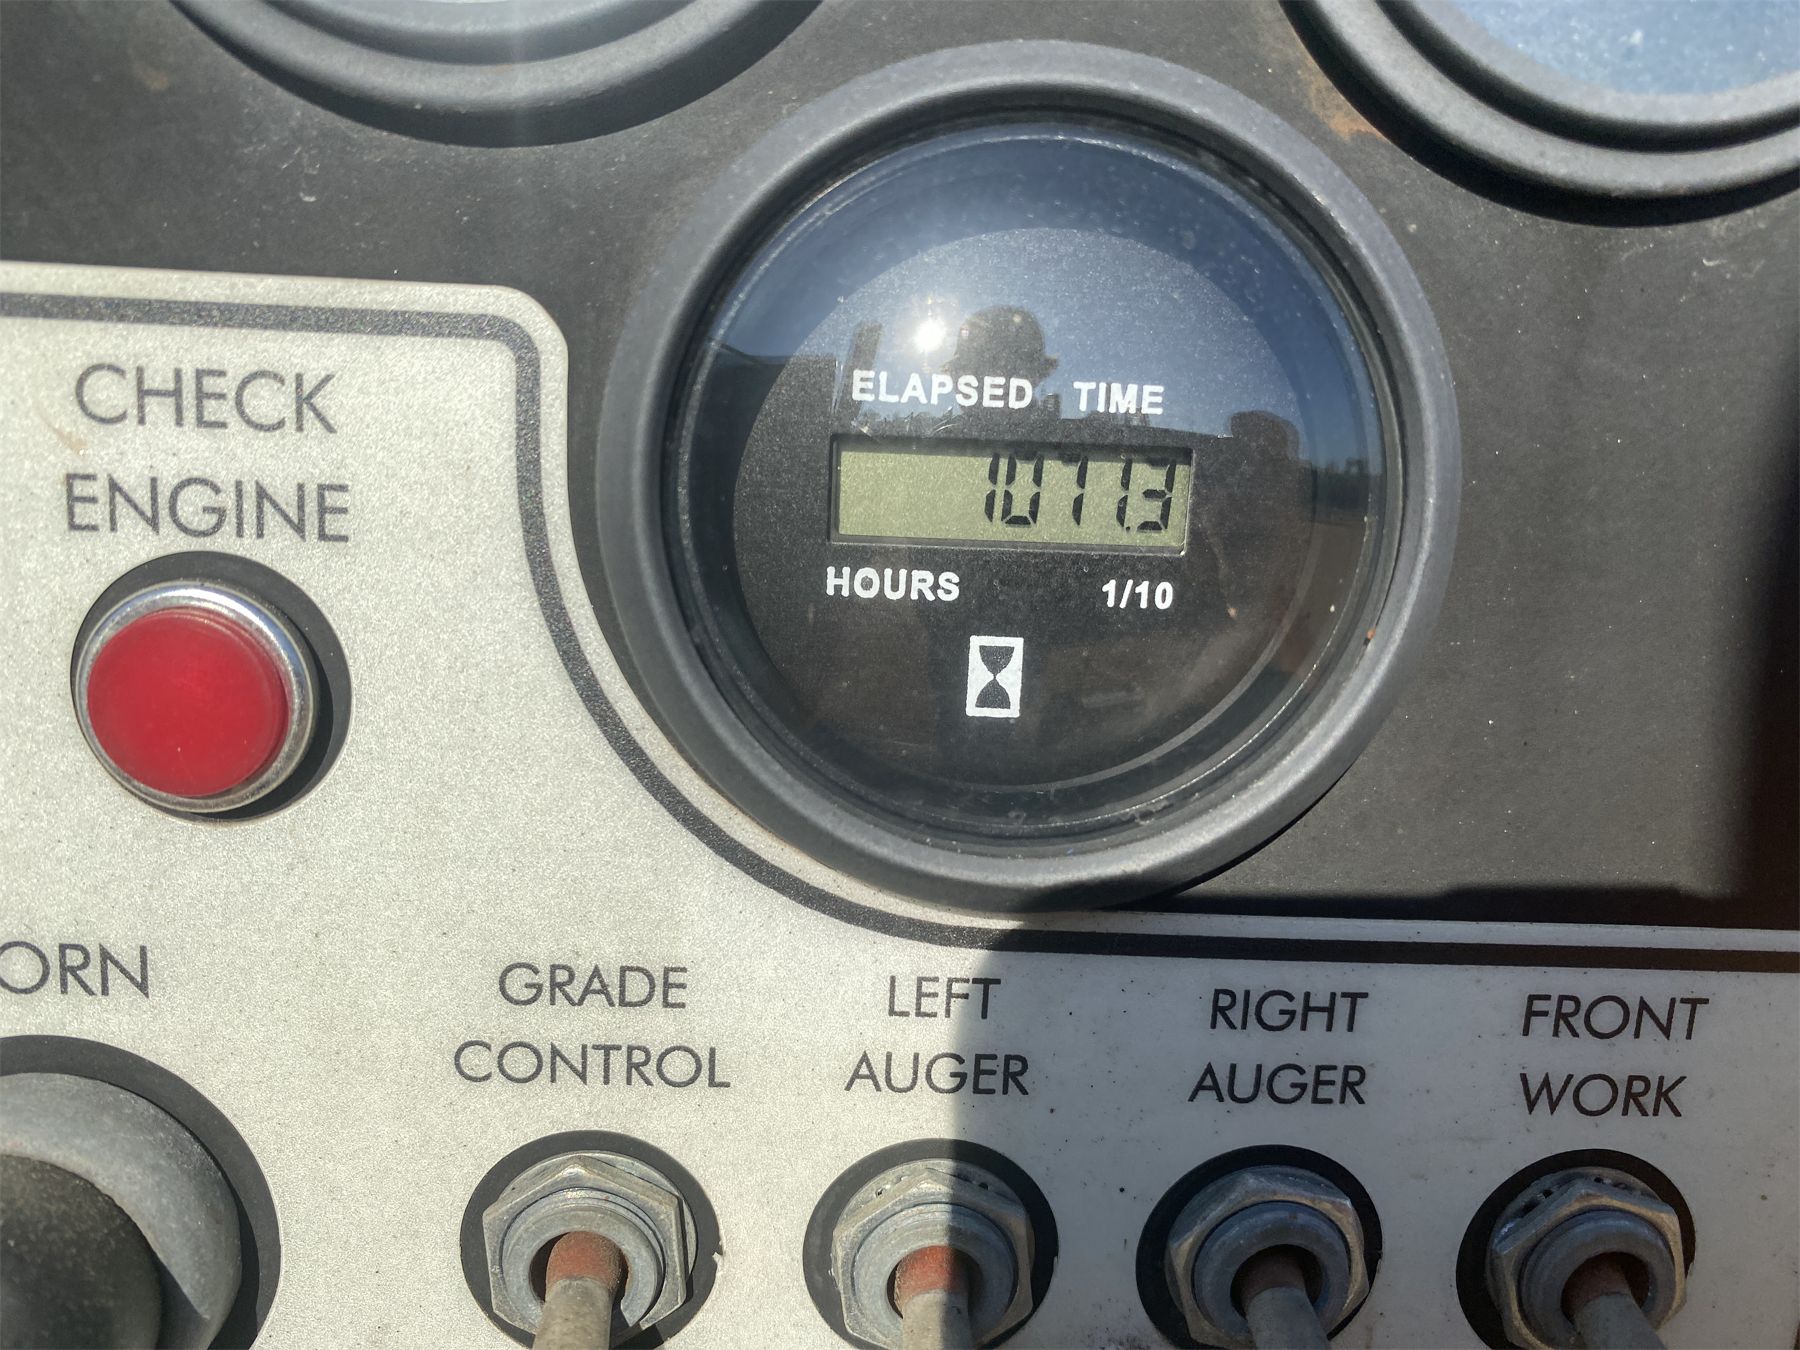 ELAPSED TIME
1071.3
HOURS 1/10
CHECK
ENGINE
ORN
GRADE
CONTROL
LEFT
AUGER
RIGHT
AUGER
FRONT
WORK